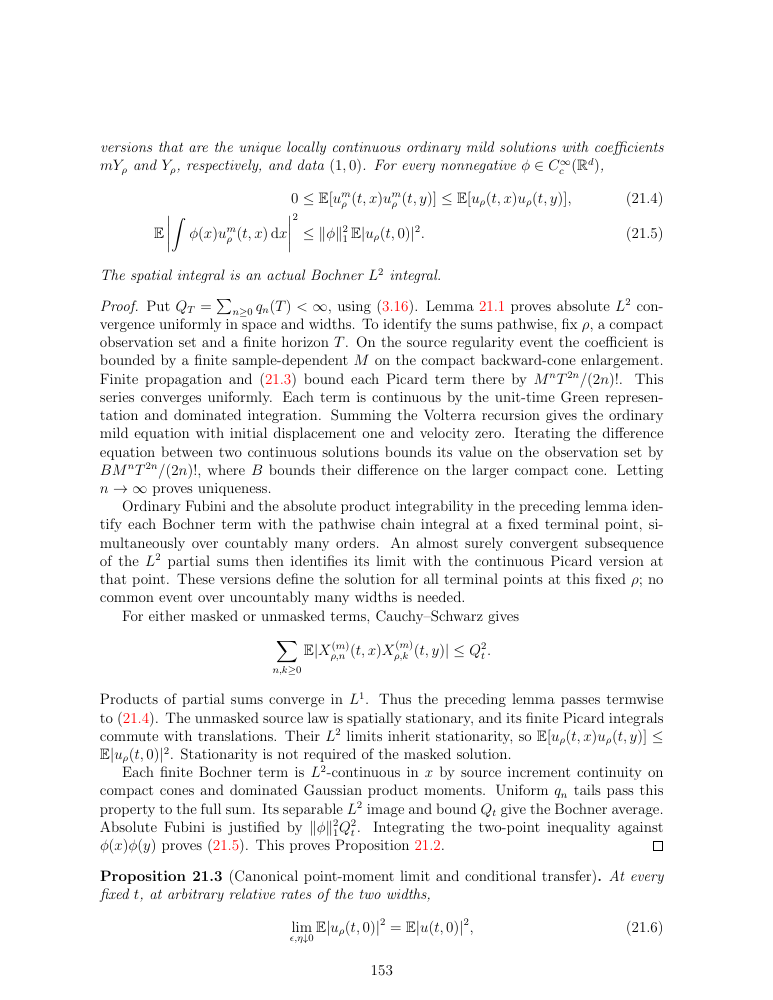 versions that are the unique locally continuous ordinary mild solutions with coefficients
mY_ρ and Y_ρ, respectively, and data (1, 0). For every nonnegative ϕ ∈ C_c^∞(ℝ^d),
0 ≤ 𝔼[u_ρ^m(t, x)u_ρ^m(t, y)] ≤ 𝔼[u_ρ(t, x)u_ρ(t, y)], (21.4)
𝔼 |∫ ϕ(x)u_ρ^m(t, x) dx|^2 ≤ ‖ϕ‖_1^2 𝔼|u_ρ(t, 0)|^2. (21.5)
The spatial integral is an actual Bochner L^2 integral.
Proof. Put Q_T = ∑_{n≥0} q_n(T) < ∞, using (3.16). Lemma 21.1 proves absolute L^2 con-
vergence uniformly in space and widths. To identify the sums pathwise, fix ρ, a compact
observation set and a finite horizon T. On the source regularity event the coefficient is
bounded by a finite sample-dependent M on the compact backward-cone enlargement.
Finite propagation and (21.3) bound each Picard term there by M^nT^{2n}/(2n)!. This
series converges uniformly. Each term is continuous by the unit-time Green represen-
tation and dominated integration. Summing the Volterra recursion gives the ordinary
mild equation with initial displacement one and velocity zero. Iterating the difference
equation between two continuous solutions bounds its value on the observation set by
BM^nT^{2n}/(2n)!, where B bounds their difference on the larger compact cone. Letting
n → ∞ proves uniqueness.
Ordinary Fubini and the absolute product integrability in the preceding lemma iden-
tify each Bochner term with the pathwise chain integral at a fixed terminal point, si-
multaneously over countably many orders. An almost surely convergent subsequence
of the L^2 partial sums then identifies its limit with the continuous Picard version at
that point. These versions define the solution for all terminal points at this fixed ρ; no
common event over uncountably many widths is needed.
For either masked or unmasked terms, Cauchy–Schwarz gives
∑_{n,k≥0} 𝔼|X_{ρ,n}^{(m)}(t, x)X_{ρ,k}^{(m)}(t, y)| ≤ Q_t^2.
Products of partial sums converge in L^1. Thus the preceding lemma passes termwise
to (21.4). The unmasked source law is spatially stationary, and its finite Picard integrals
commute with translations. Their L^2 limits inherit stationarity, so 𝔼[u_ρ(t, x)u_ρ(t, y)] ≤
𝔼|u_ρ(t, 0)|^2. Stationarity is not required of the masked solution.
Each finite Bochner term is L^2-continuous in x by source increment continuity on
compact cones and dominated Gaussian product moments. Uniform q_n tails pass this
property to the full sum. Its separable L^2 image and bound Q_t give the Bochner average.
Absolute Fubini is justified by ‖ϕ‖_1^2Q_t^2. Integrating the two-point inequality against
ϕ(x)ϕ(y) proves (21.5). This proves Proposition 21.2. □
Proposition 21.3 (Canonical point-moment limit and conditional transfer). At every
fixed t, at arbitrary relative rates of the two widths,
lim_{ϵ,η↓0} 𝔼|u_ρ(t, 0)|^2 = 𝔼|u(t, 0)|^2, (21.6)
153